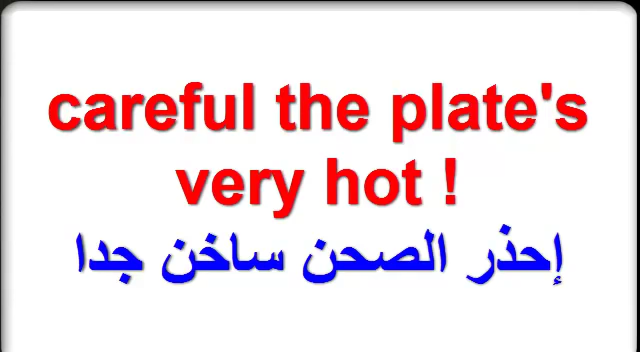 careful the plate's
very hot !
إحذر الصحن ساخن جدا